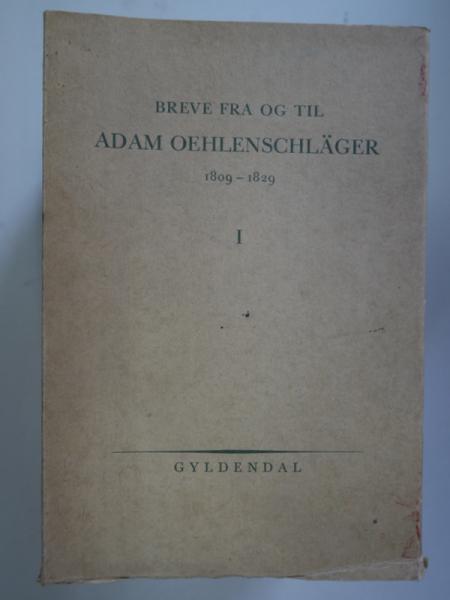 BREVE FRA OG TIL
ADAM OEHLENSCHLÄGER
1809–1829
I
GYLDENDAL